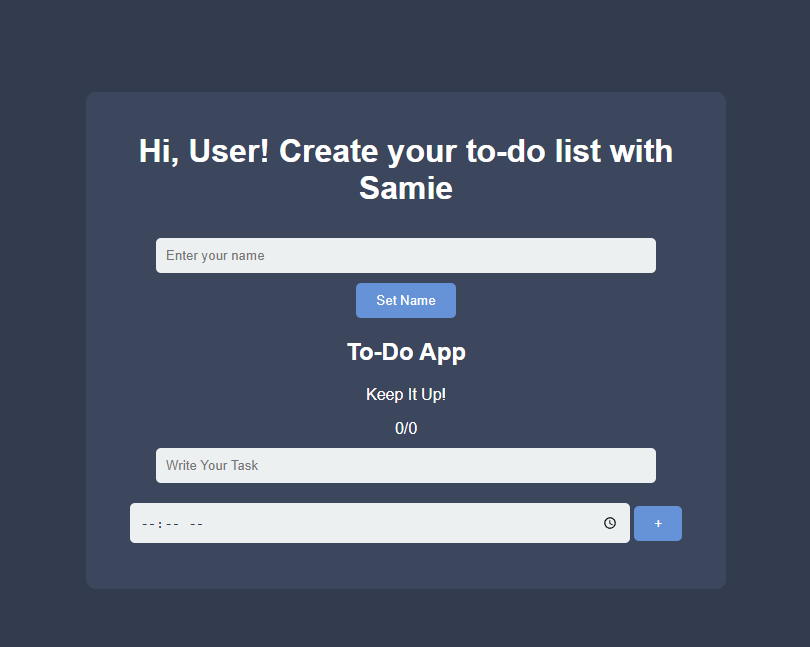 Hi, User! Create your to-do list with
Samie
Enter your name
Set Name
To-Do App
Keep It Up!
0/0
Write Your Task
--:-- --
+